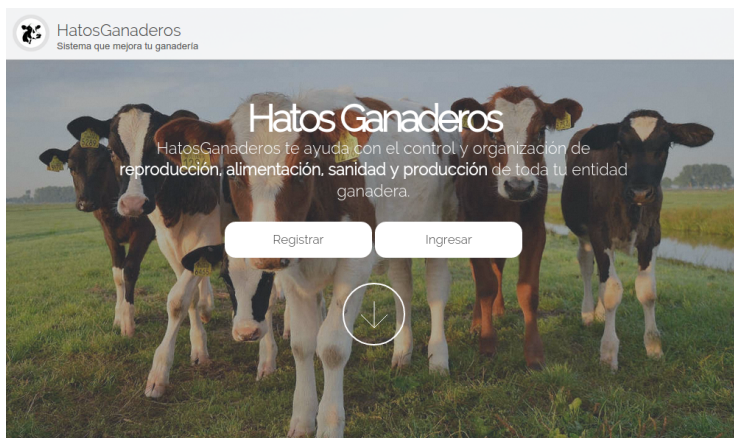 HatosGanaderos
Sistema que mejora tu ganadería
Hatos Ganaderos
HatosGanaderos te ayuda con el control y organización de
reproducción, alimentación, sanidad y producción de toda tu entidad
ganadera.
Registrar
Ingresar